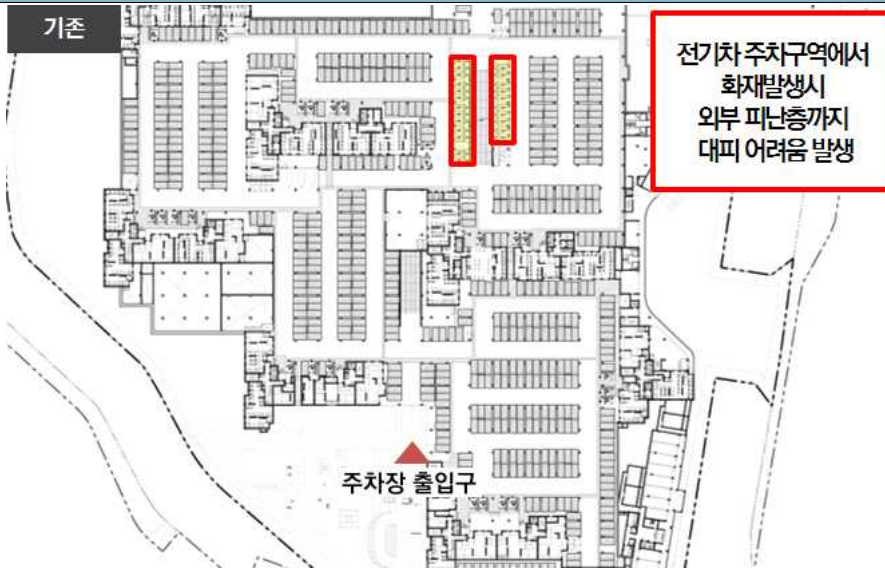 기존
전기차 주차구역에서
화재발생시
외부 피난층까지
대피 어려움 발생
주차장 출입구